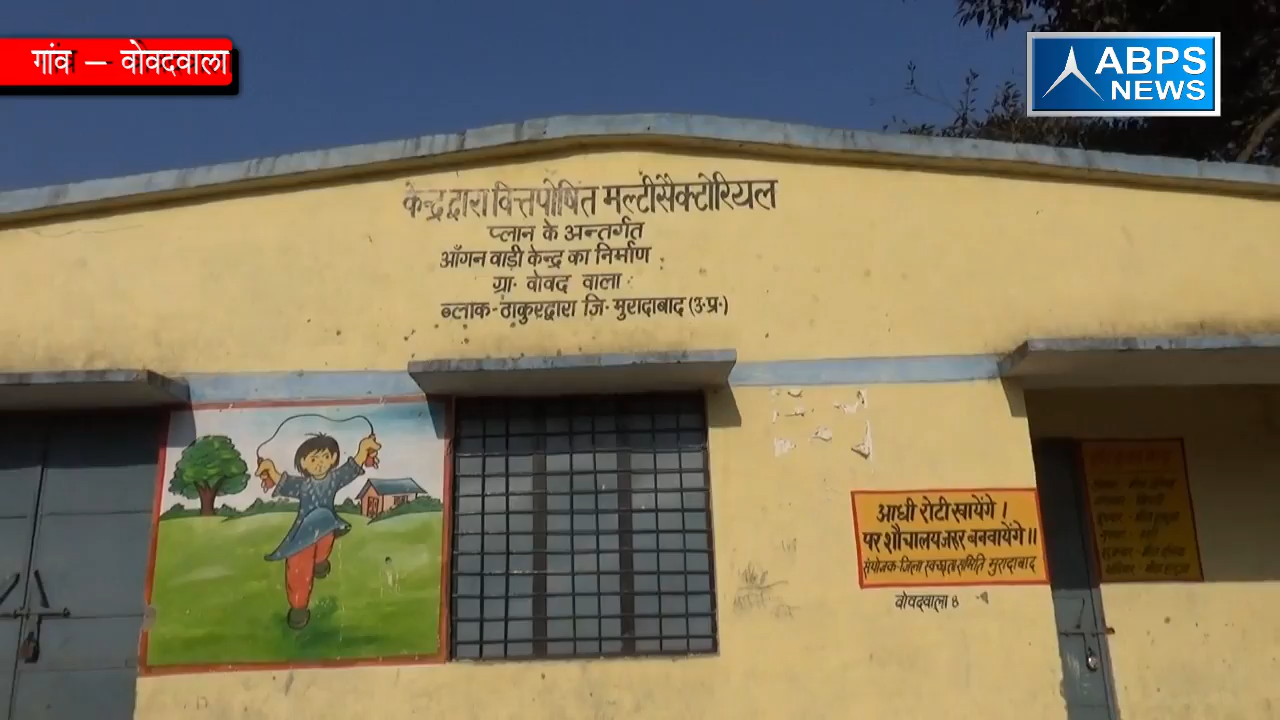 गांव – वोवदवाला
ABPS
NEWS
केन्द्र द्वारा वित्तपोषित मल्टीसैक्टोरियल
प्लान के अन्तर्गत
आँगन वाड़ी केन्द्र का निर्माण
ग्रा॰ वोवद वाला
ब्लाक-ठाकुरद्वारा जि॰ मुरादाबाद (उ॰प्र॰)
आधी रोटी खायेंगे ।
पर शौचालय जरुर बनवायेंगे ॥
संयोजक-जिला स्वच्छता समिति मुरादाबाद
वोवदवाला 8